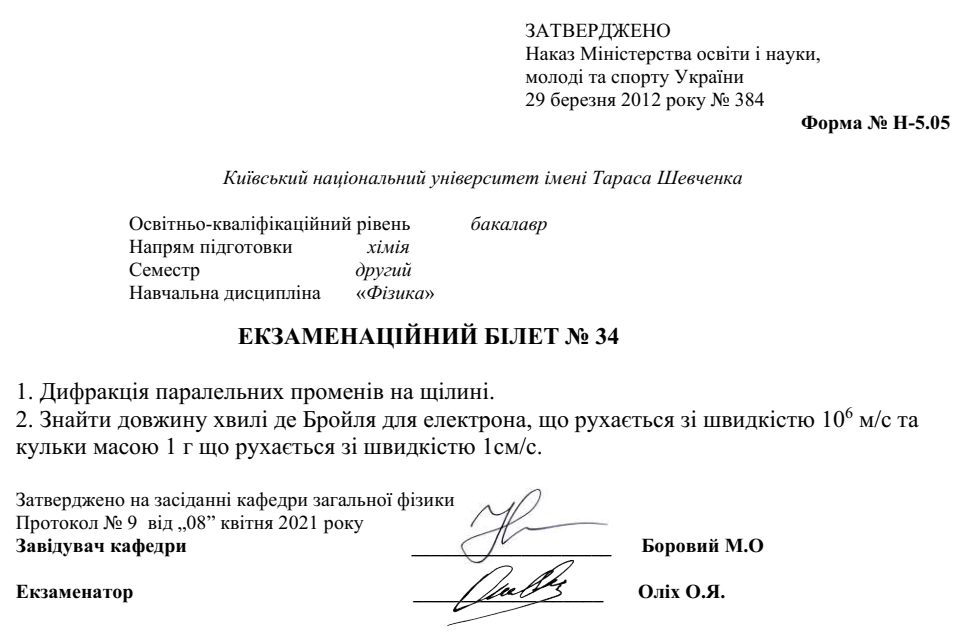 ЗАТВЕРДЖЕНО
Наказ Міністерства освіти і науки,
молоді та спорту України
29 березня 2012 року № 384
Форма № Н-5.05
Київський національний університет імені Тараса Шевченка
Освітньо-кваліфікаційний рівень бакалавр
Напрям підготовки хімія
Семестр другий
Навчальна дисципліна «Фізика»
ЕКЗАМЕНАЦІЙНИЙ БІЛЕТ № 34
1. Дифракція паралельних променів на щілині.
2. Знайти довжину хвилі де Бройля для електрона, що рухається зі швидкістю 10⁶ м/с та
кульки масою 1 г що рухається зі швидкістю 1см/с.
Затверджено на засіданні кафедри загальної фізики
Протокол № 9 від „08” квітня 2021 року
Завідувач кафедри ____________________ Боровий М.О
Екзаменатор ____________________ Оліх О.Я.